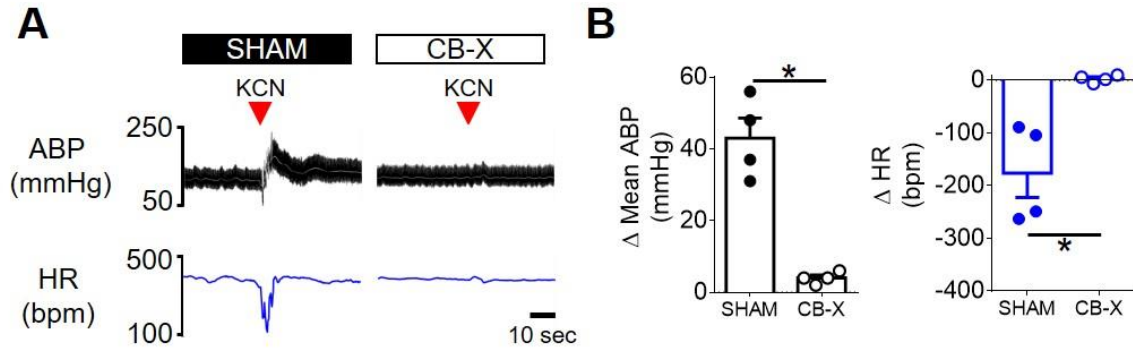 A
SHAM
CB-X
KCN
KCN
ABP
(mmHg)
250
50
HR
(bpm)
500
100
10 sec
B
Δ Mean ABP
(mmHg)
60
40
20
0
*
SHAM
CB-X
Δ HR
(bpm)
0
-100
-200
-300
-400
*
SHAM
CB-X